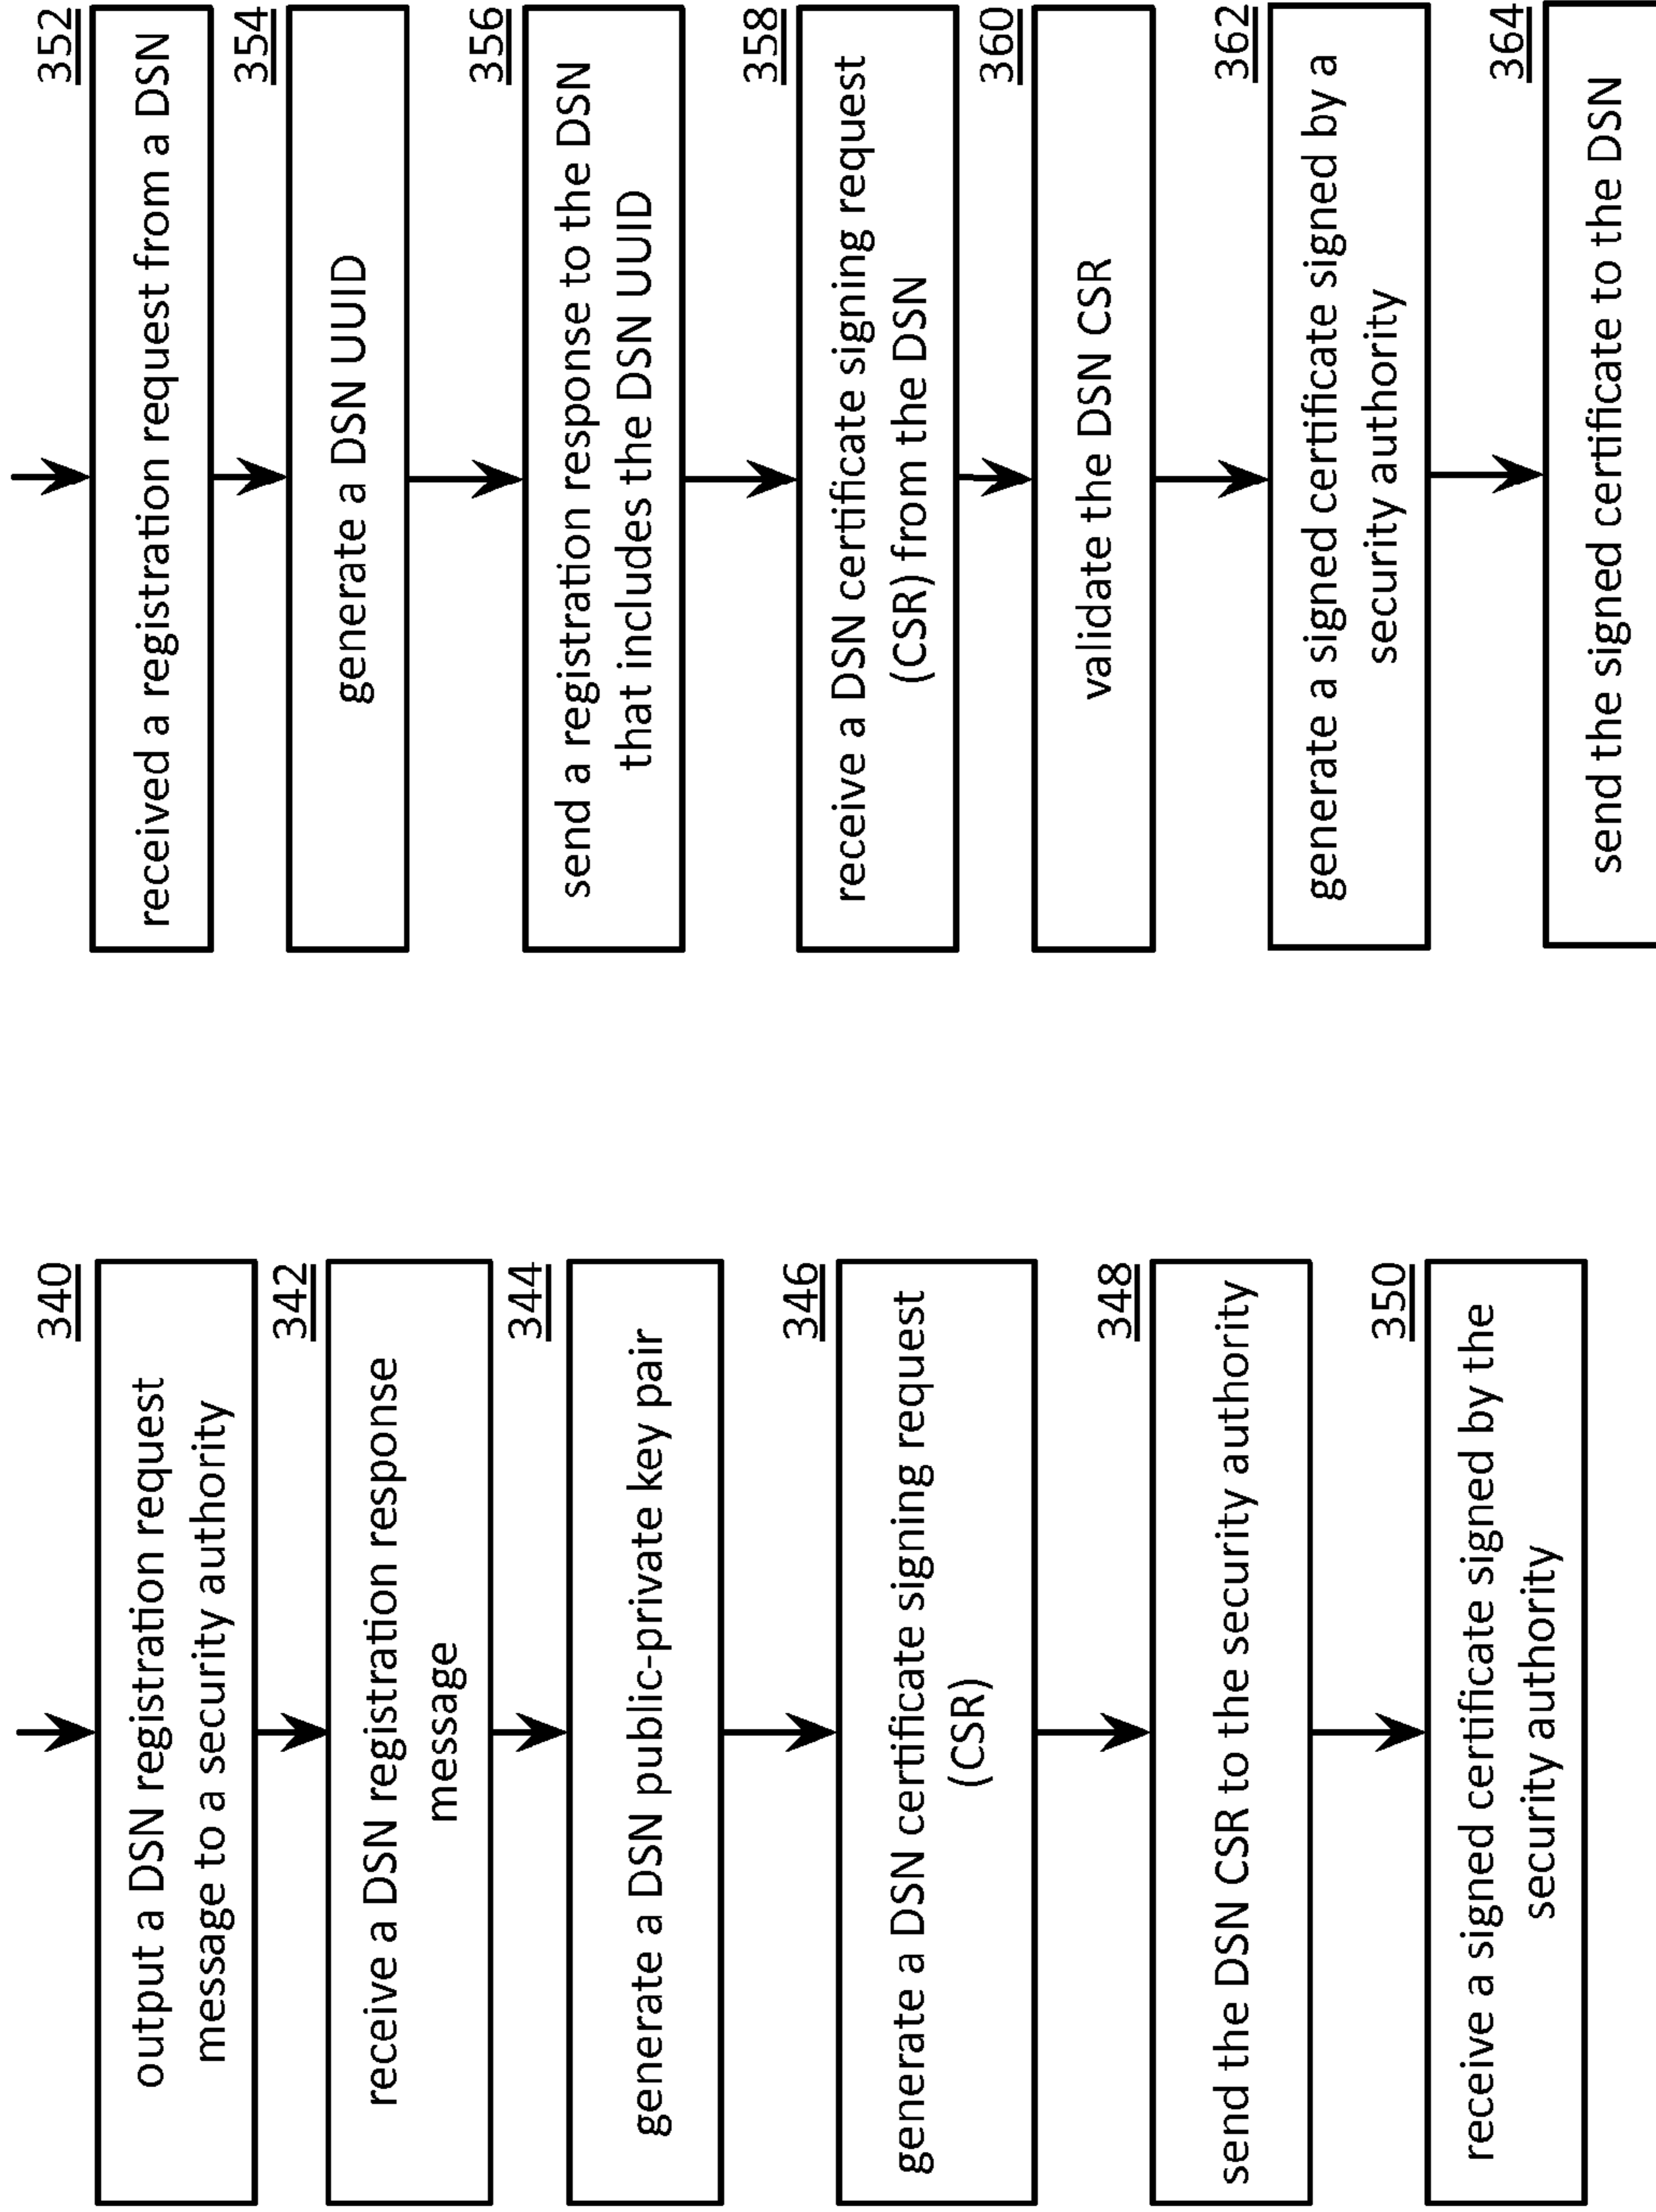 340
output a DSN registration request
message to a security authority
342
receive a DSN registration response
message
344
generate a DSN public-private key pair
346
generate a DSN certificate signing request
(CSR)
348
send the DSN CSR to the security authority
350
receive a signed certificate signed by the
security authority
352
received a registration request from a DSN
354
generate a DSN UUID
356
send a registration response to the DSN
that includes the DSN UUID
358
receive a DSN certificate signing request
(CSR) from the DSN
360
validate the DSN CSR
362
generate a signed certificate signed by a
security authority
364
send the signed certificate to the DSN